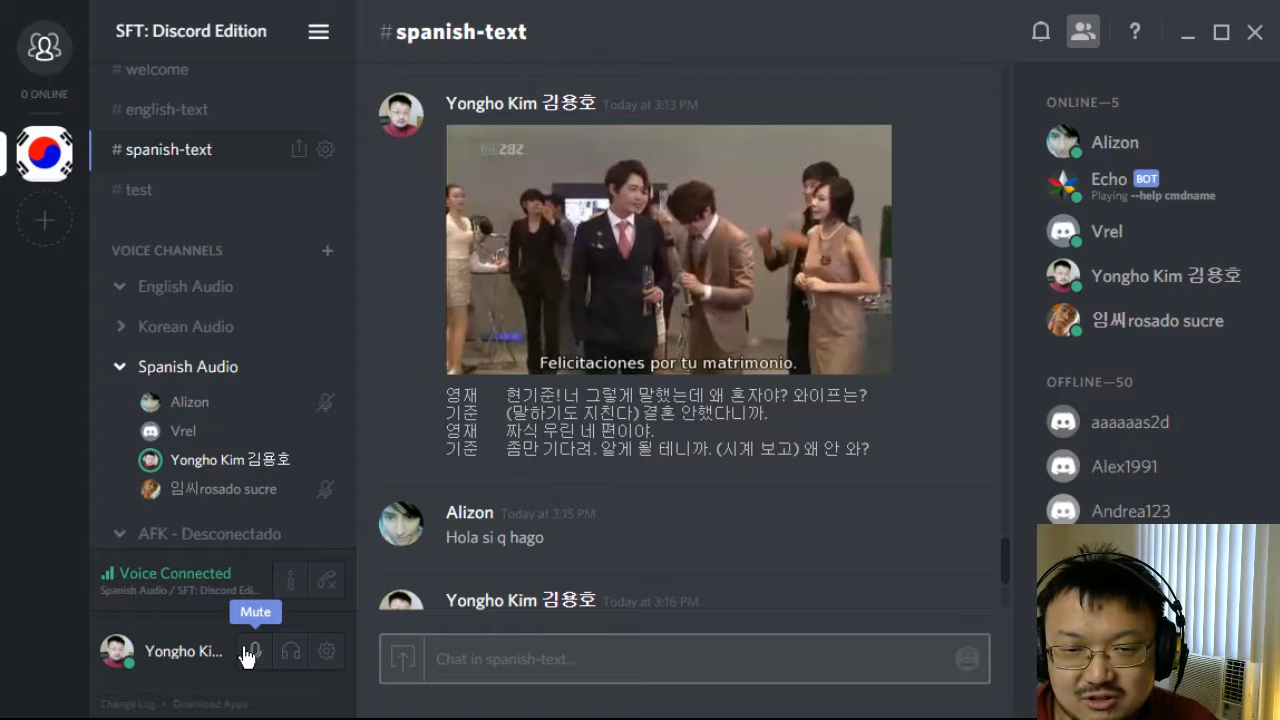 0 ONLINE
SFT: Discord Edition
# welcome
# english-text
# spanish-text
# test
VOICE CHANNELS
English Audio
Korean Audio
Spanish Audio
Alizon
Vrel
Yongho Kim 김용호
임씨rosado sucre
AFK - Desconectado
Voice Connected
Spanish Audio / SFT: Discord Edi...
Mute
Yongho Ki...
Change Log • Download Apps
# spanish-text
Yongho Kim 김용호 Today at 3:13 PM
SBS
Felicitaciones por tu matrimonio.
영재 현기준! 너 그렇게 말했는데 왜 혼자야? 와이프는?
기준 (말하기도 지친다) 결혼 안했다니까.
영재 짜식 우린 네 편이야.
기준 좀만 기다려. 알게 될 테니까. (시계 보고) 왜 안 와?
Alizon Today at 3:15 PM
Hola si q hago
Yongho Kim 김용호 Today at 3:16 PM
Chat in spanish-text...
ONLINE—5
Alizon
Echo BOT
Playing --help cmdname
Vrel
Yongho Kim 김용호
임씨rosado sucre
OFFLINE—50
aaaaaas2d
Alex1991
Andrea123